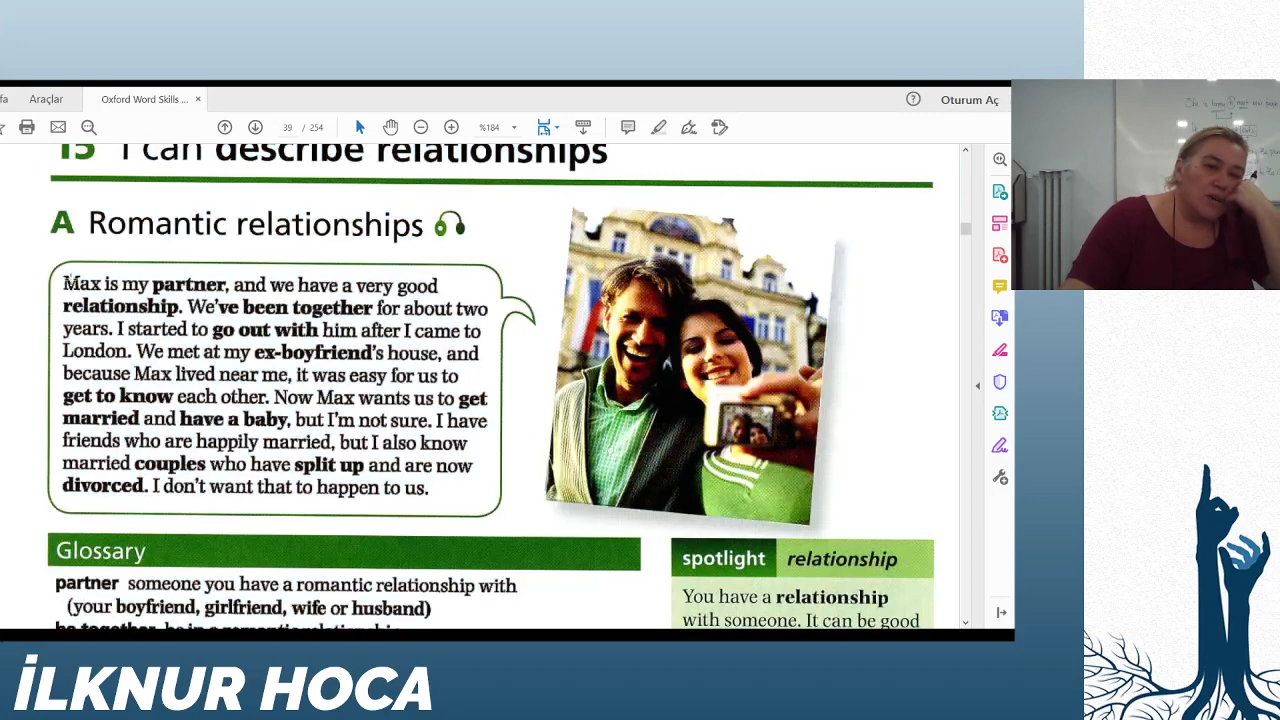 fa Araçlar Oxford Word Skills ... × Oturum Aç
39 / 254 %184
15 I can describe relationships
A Romantic relationships
Max is my partner, and we have a very good
relationship. We've been together for about two
years. I started to go out with him after I came to
London. We met at my ex-boyfriend's house, and
because Max lived near me, it was easy for us to
get to know each other. Now Max wants us to get
married and have a baby, but I'm not sure. I have
friends who are happily married, but I also know
married couples who have split up and are now
divorced. I don't want that to happen to us.
Glossary
partner someone you have a romantic relationship with
(your boyfriend, girlfriend, wife or husband)
be together be in a romantic relationship
spotlight relationship
You have a relationship
with someone. It can be good
İLKNUR HOCA